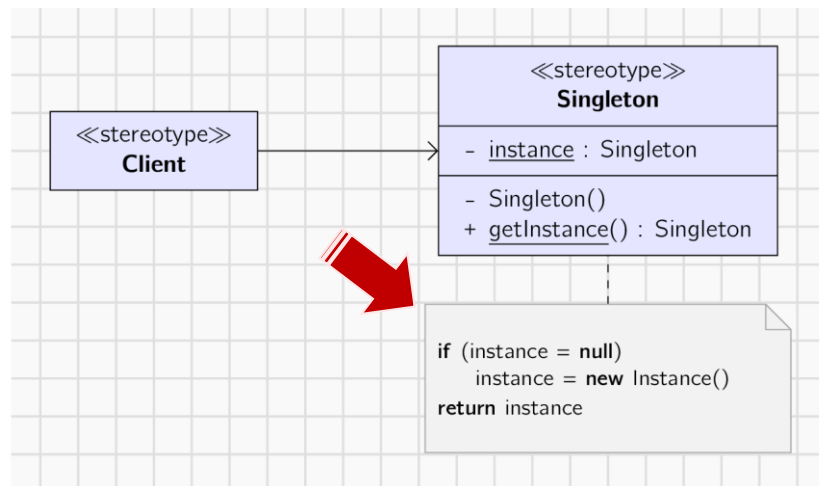 ≪stereotype≫
Client
≪stereotype≫
Singleton
- instance : Singleton
- Singleton()
+ getInstance() : Singleton
if (instance = null)
instance = new Instance()
return instance